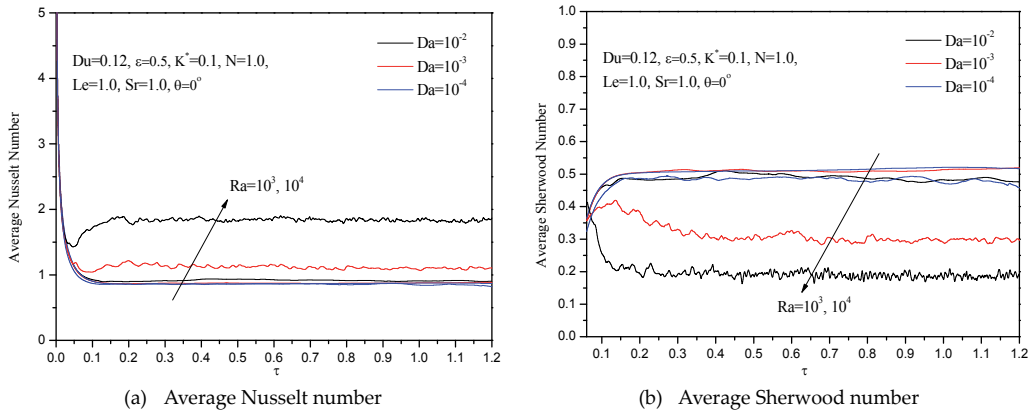 5
4
3
2
1
0
Average Nusselt Number
Du=0.12, ε=0.5, K*=0.1, N=1.0,
Le=1.0, Sr=1.0, θ=0°
Da=10-2
Da=10-3
Da=10-4
Ra=10³, 10⁴
0.0 0.1 0.2 0.3 0.4 0.5 0.6 0.7 0.8 0.9 1.0 1.1 1.2
τ
(a) Average Nusselt number
1.0
0.9
0.8
0.7
0.6
0.5
0.4
0.3
0.2
0.1
0.0
Average Sherwood Number
Du=0.12, ε=0.5, K*=0.1, N=1.0,
Le=1.0, Sr=1.0, θ=0°
Da=10-2
Da=10-3
Da=10-4
Ra=10³, 10⁴
0.1 0.2 0.3 0.4 0.5 0.6 0.7 0.8 0.9 1.0 1.1 1.2
τ
(b) Average Sherwood number